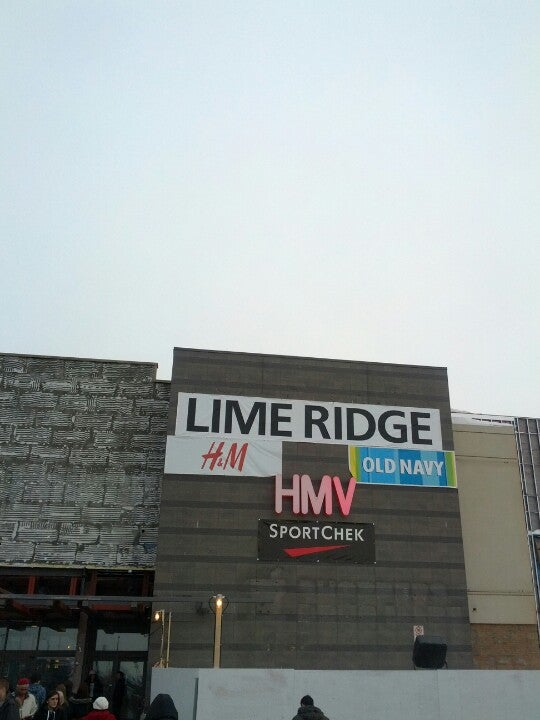 LIME RIDGE
H&M
OLD NAVY
HMV
SPORTCHEK